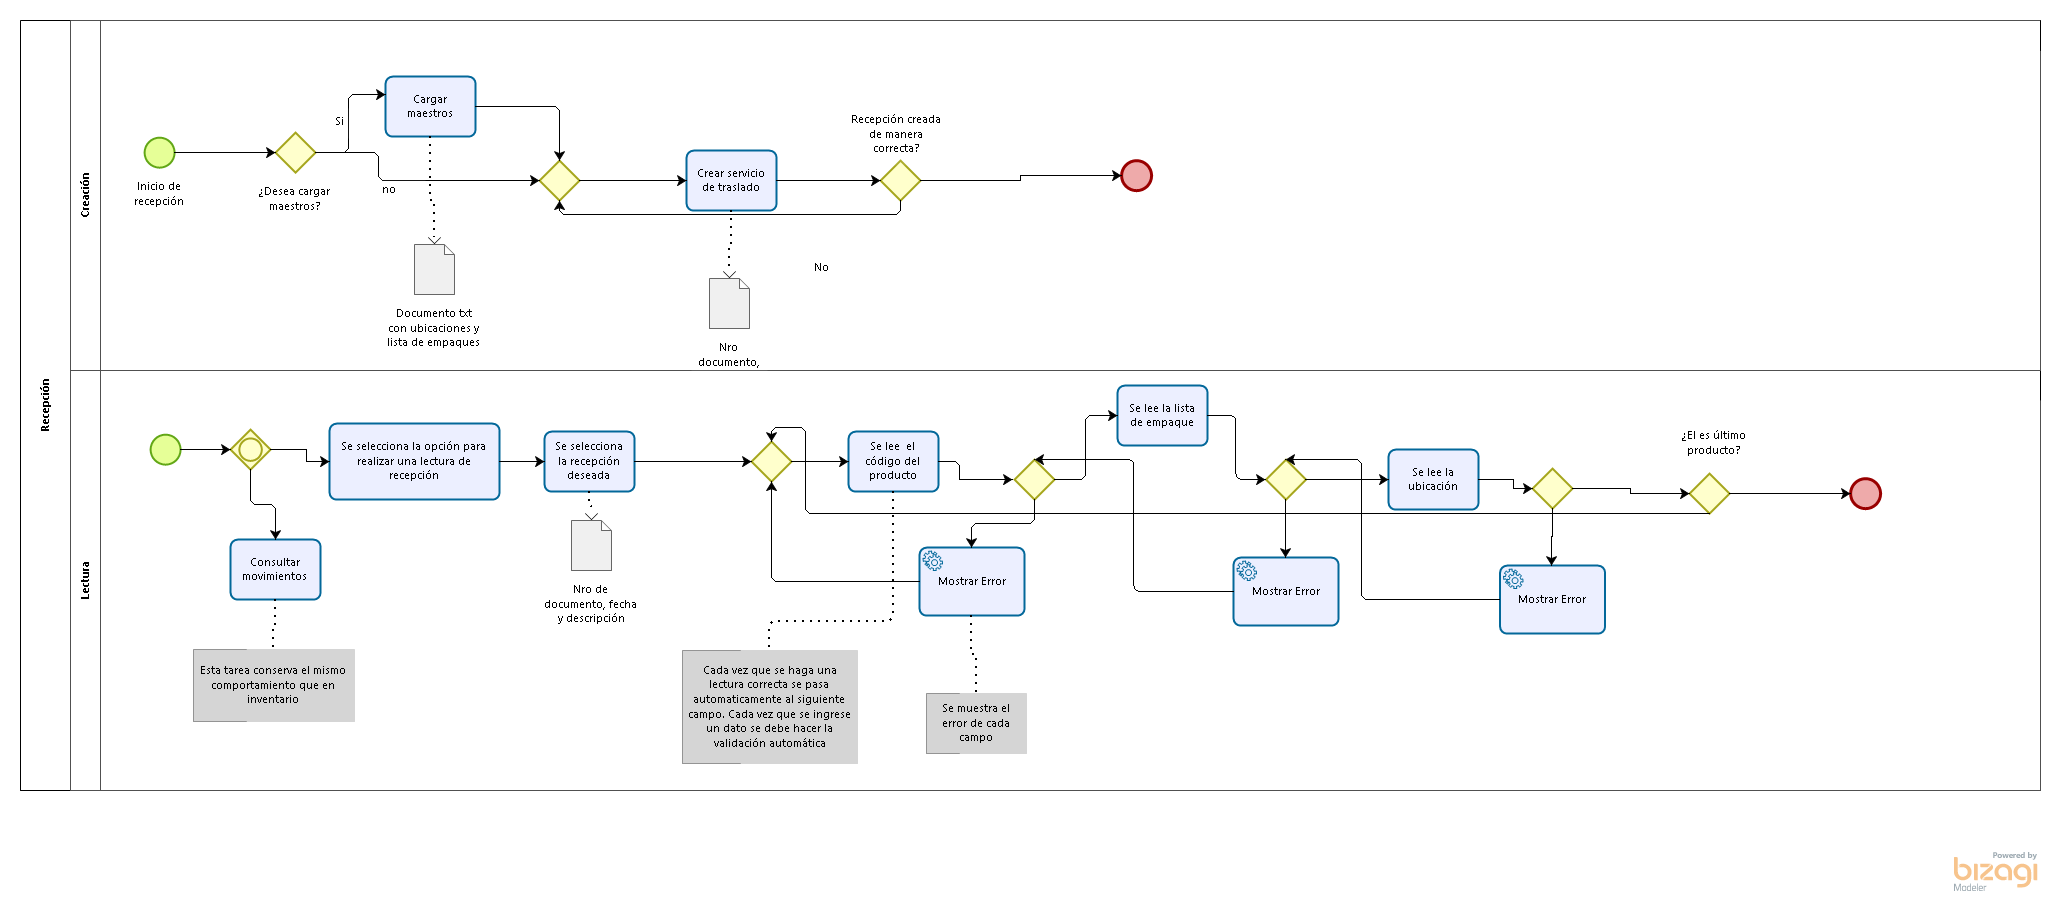 Recepción
Creación
Inicio de
recepción
¿Desea cargar
maestros?
Si
no
Cargar
maestros
Documento txt
con ubicaciones y
lista de empaques
Crear servicio
de traslado
Nro
documento,
Recepción creada
de manera
correcta?
No
Lectura
Consultar
movimientos
Esta tarea conserva el mismo
comportamiento que en
inventario
Se selecciona la opción para
realizar una lectura de
recepción
Se selecciona
la recepción
deseada
Nro de
documento, fecha
y descripción
Se lee el
código del
producto
Cada vez que se haga una
lectura correcta se pasa
automaticamente al siguiente
campo. Cada vez que se ingrese
un dato se debe hacer la
validación automática
Mostrar Error
Se muestra el
error de cada
campo
Se lee la lista
de empaque
Mostrar Error
Se lee la
ubicación
Mostrar Error
¿El es último
producto?
Powered by
bizagi
Modeler